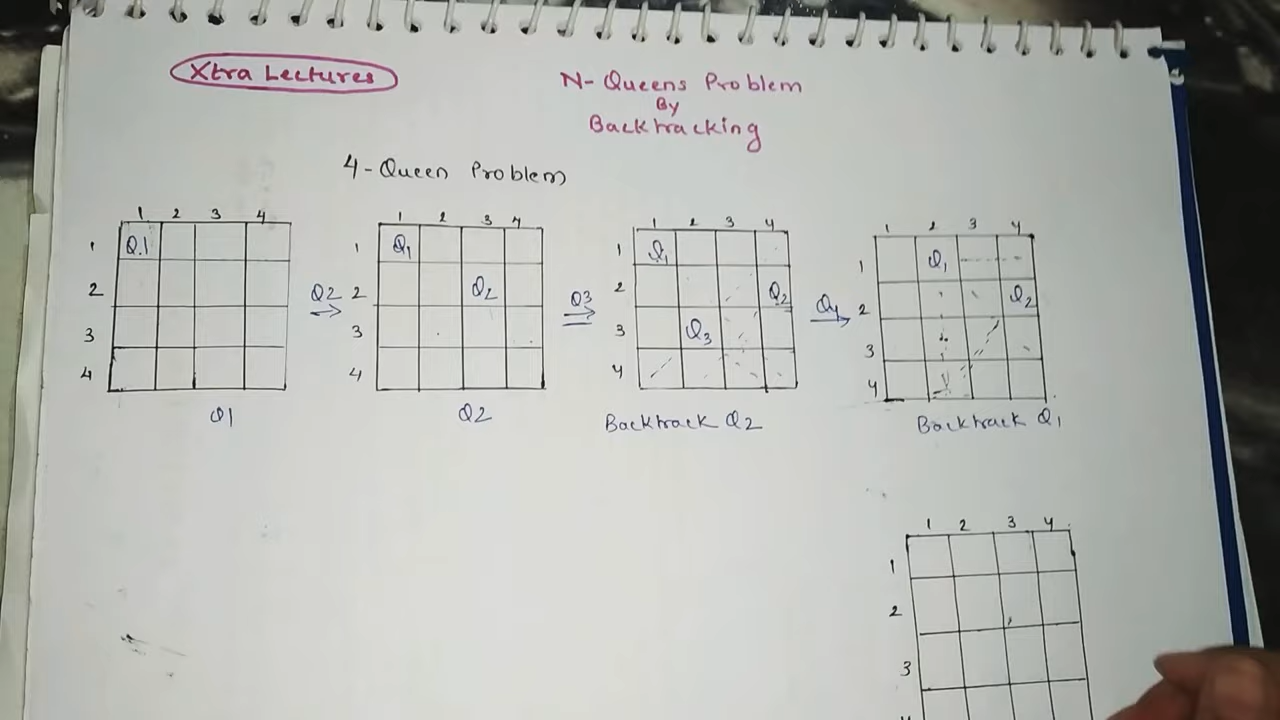 Xtra Lectures
N-Queens Problem
By
Backtracking
4-Queen Problem
1 2 3 4
1 Q1
2
3
4
Q1
Q2
1 2 3 4
1 Q1
2 Q2
3
4
Q2
Q3
1 2 3 4
1 Q1
2 Q2
3 Q3
4
Backtrack Q2
Q4
1 2 3 4
1 Q1
2 Q2
3
4
Backtrack Q1
1 2 3 4
1
2
3